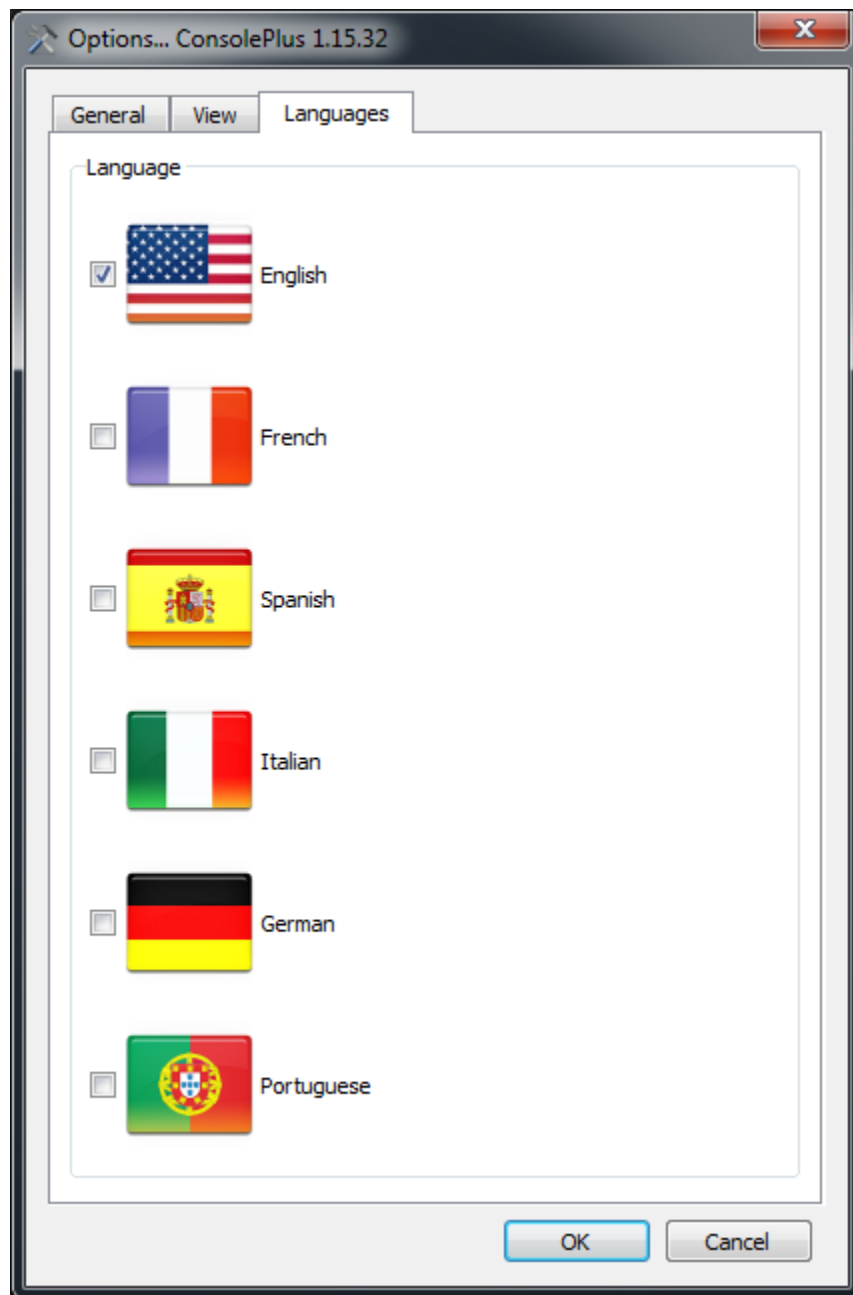 Options... ConsolePlus 1.15.32
General View Languages
Language
English
French
Spanish
Italian
German
Portuguese
OK Cancel